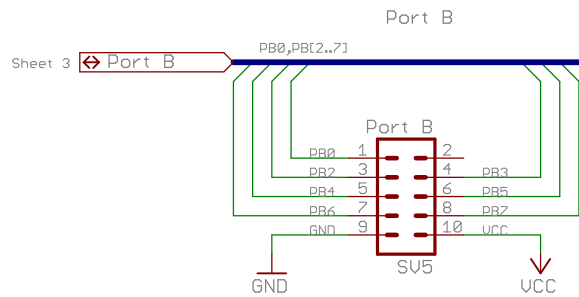 Port B
PB0,PB[2..7]
Sheet 3 Port B
Port B
PB0 1 2
PB2 3 4 PB3
PB4 5 6 PB5
PB6 7 8 PB7
GND 9 10 VCC
SV5
GND VCC